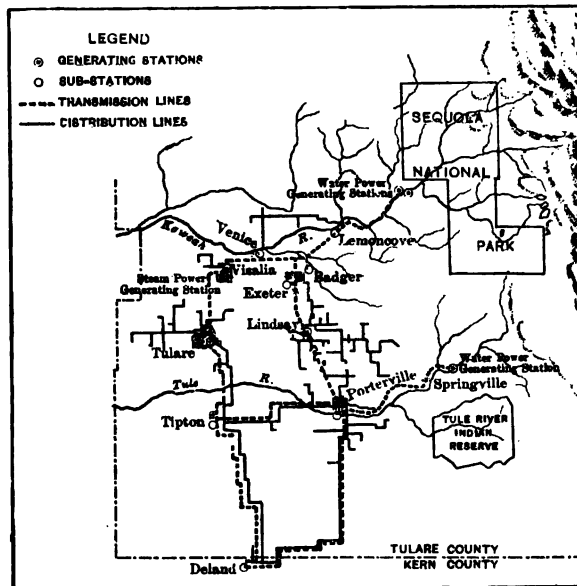 LEGEND
GENERATING STATIONS
SUB-STATIONS
TRANSMISSION LINES
DISTRIBUTION LINES
SEQUOIA
NATIONAL
PARK
Water Power
Generating Stations
Kaweah
R.
Venice
Lemoncove
Visalia
Badger
Steam Power
Generating Station
Exeter
Lindsay
Tulare
Water Power
Generating Station
Springville
Porterville
Tule
R.
Tipton
TULE RIVER
INDIAN
RESERVE
TULARE COUNTY
KERN COUNTY
Deland